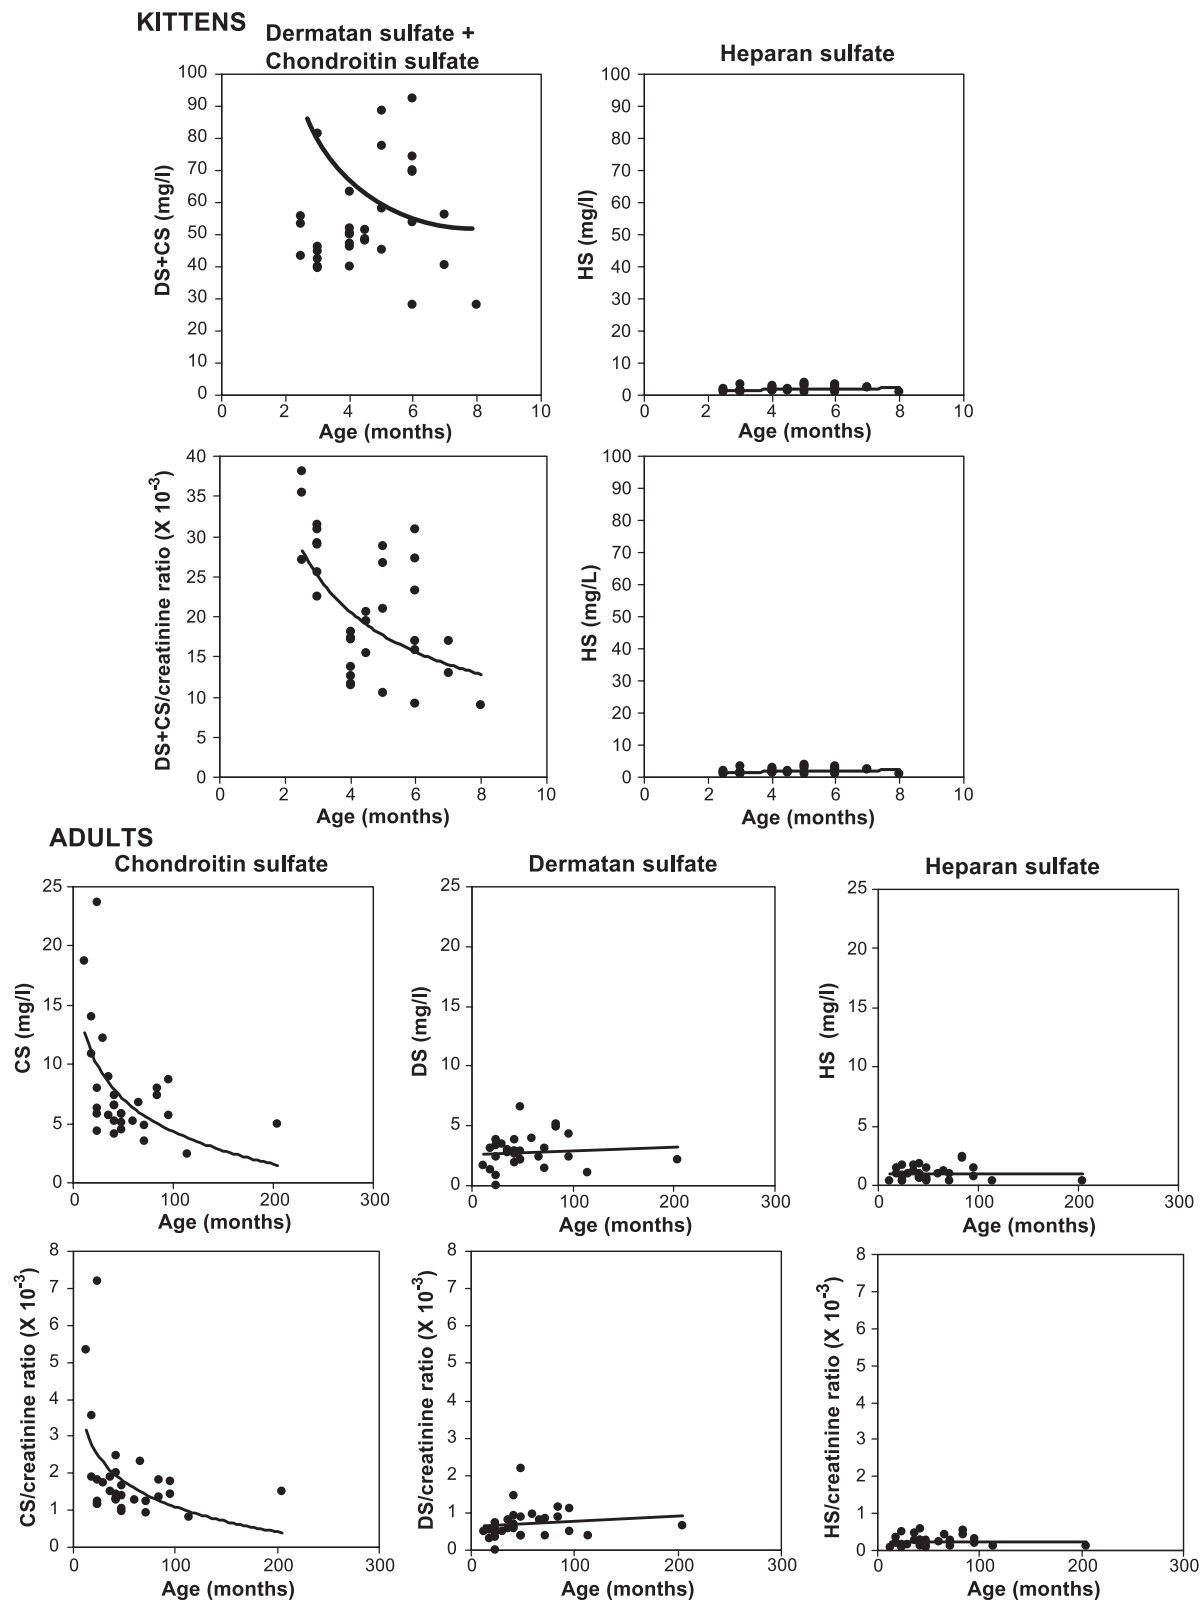 KITTENS
Dermatan sulfate +
Chondroitin sulfate
Heparan sulfate
DS+CS (mg/l)
100
90
80
70
60
50
40
30
20
10
0
0 2 4 6 8 10
Age (months)
HS (mg/l)
100
90
80
70
60
50
40
30
20
10
0
0 2 4 6 8 10
Age (months)
DS+CS/creatinine ratio (X 10-3)
40
35
30
25
20
15
10
5
0
0 2 4 6 8 10
Age (months)
HS (mg/L)
100
90
80
70
60
50
40
30
20
10
0
0 2 4 6 8 10
Age (months)
ADULTS
Chondroitin sulfate
Dermatan sulfate
Heparan sulfate
CS (mg/l)
25
20
15
10
5
0
0 100 200 300
Age (months)
DS (mg/l)
25
20
15
10
5
0
0 100 200 300
Age (months)
HS (mg/l)
25
20
15
10
5
0
0 100 200 300
Age (months)
CS/creatinine ratio (X 10-3)
8
7
6
5
4
3
2
1
0
0 100 200 300
Age (months)
DS/creatinine ratio (X 10-3)
8
7
6
5
4
3
2
1
0
0 100 200 300
Age (months)
HS/creatinine ratio (X 10-3)
8
7
6
5
4
3
2
1
0
0 100 200 300
Age (months)